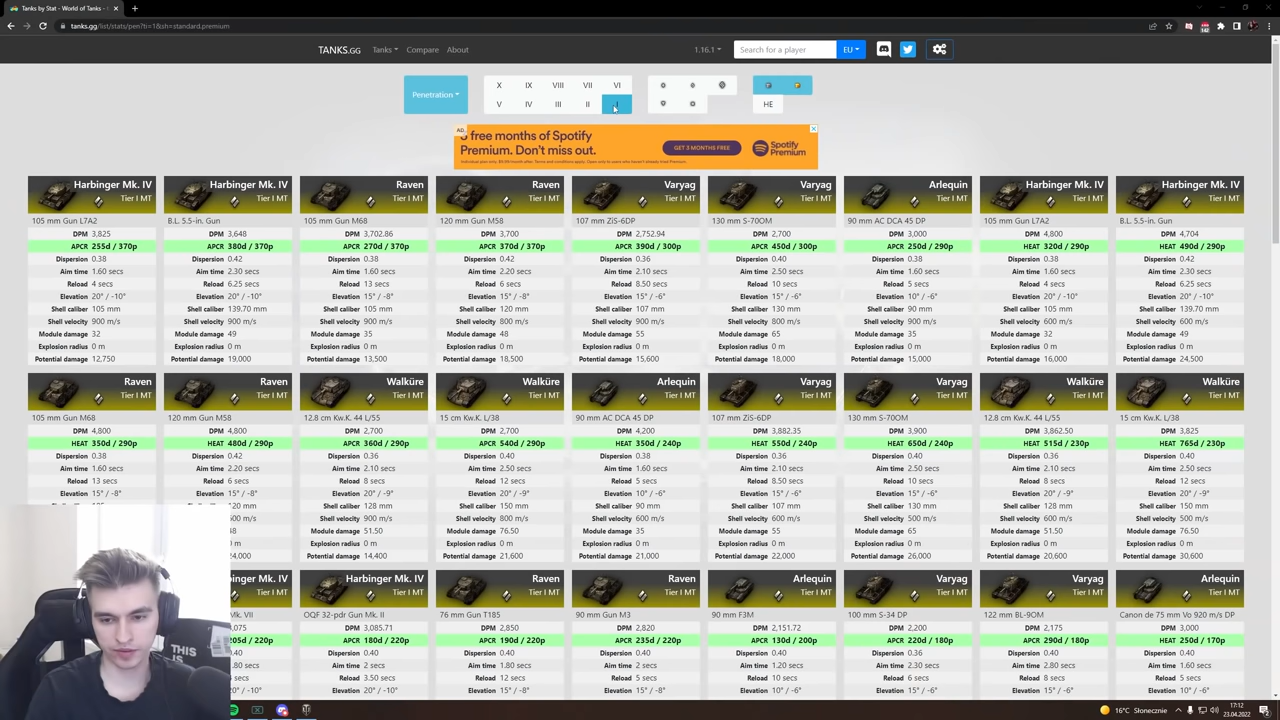 Tanks by Stat - World of Tanks -
tanks.gg/list/stats/pen?tr=1&sh=standard.premium
TANKS.GG Tanks Compare About 1.16.1 Search for a player EU
Penetration X IX VIII VII VI
V IV III II I HE
AD
3 free months of Spotify
Premium. Don't miss out.
GET 3 MONTHS FREE Spotify Premium
Harbinger Mk. IV Harbinger Mk. IV Raven Raven Varyag Varyag Arlequin Harbinger Mk. IV Harbinger Mk. IV
Tier I MT Tier I MT Tier I MT Tier I MT Tier I MT Tier I MT Tier I MT Tier I MT Tier I MT
105 mm Gun L7A2 B.L. 5.5-in. Gun 105 mm Gun M68 120 mm Gun M58 107 mm ZiS-6DP 130 mm S-70OM 90 mm AC DCA 45 DP 105 mm Gun L7A2 B.L. 5.5-in. Gun
DPM 3,825 DPM 3,648 DPM 3,702.86 DPM 3,700 DPM 2,752.94 DPM 2,700 DPM 3,000 DPM 4,800 DPM 4,704
APCR 255d / 370p APCR 380d / 370p APCR 270d / 370p APCR 370d / 370p APCR 390d / 300p APCR 450d / 300p APCR 250d / 290p HEAT 320d / 290p HEAT 490d / 290p
Dispersion 0.38 Dispersion 0.42 Dispersion 0.38 Dispersion 0.42 Dispersion 0.36 Dispersion 0.40 Dispersion 0.38 Dispersion 0.38 Dispersion 0.42
Aim time 1.60 secs Aim time 2.30 secs Aim time 1.60 secs Aim time 2.20 secs Aim time 2.10 secs Aim time 2.50 secs Aim time 1.60 secs Aim time 1.60 secs Aim time 2.30 secs
Reload 4 secs Reload 6.25 secs Reload 13 secs Reload 6 secs Reload 8.50 secs Reload 10 secs Reload 5 secs Reload 4 secs Reload 6.25 secs
Elevation 20° / -10° Elevation 20° / -10° Elevation 15° / -8° Elevation 15° / -8° Elevation 15° / -6° Elevation 15° / -6° Elevation 10° / -6° Elevation 20° / -10° Elevation 20° / -10°
Shell caliber 105 mm Shell caliber 139.70 mm Shell caliber 105 mm Shell caliber 120 mm Shell caliber 107 mm Shell caliber 130 mm Shell caliber 90 mm Shell caliber 105 mm Shell caliber 139.70 mm
Shell velocity 900 m/s Shell velocity 900 m/s Shell velocity 900 m/s Shell velocity 800 m/s Shell velocity 900 m/s Shell velocity 800 m/s Shell velocity 900 m/s Shell velocity 600 m/s Shell velocity 600 m/s
Module damage 32 Module damage 49 Module damage 35 Module damage 48 Module damage 55 Module damage 65 Module damage 35 Module damage 32 Module damage 49
Explosion radius 0 m Explosion radius 0 m Explosion radius 0 m Explosion radius 0 m Explosion radius 0 m Explosion radius 0 m Explosion radius 0 m Explosion radius 0 m Explosion radius 0 m
Potential damage 12,750 Potential damage 19,000 Potential damage 13,500 Potential damage 18,500 Potential damage 15,600 Potential damage 18,000 Potential damage 15,000 Potential damage 16,000 Potential damage 24,500
Raven Raven Walküre Walküre Arlequin Varyag Varyag Walküre Walküre
Tier I MT Tier I MT Tier I MT Tier I MT Tier I MT Tier I MT Tier I MT Tier I MT Tier I MT
105 mm Gun M68 120 mm Gun M58 12.8 cm Kw.K. 44 L/55 15 cm Kw.K. L/38 90 mm AC DCA 45 DP 107 mm ZiS-6DP 130 mm S-70OM 12.8 cm Kw.K. 44 L/55 15 cm Kw.K. L/38
DPM 4,800 DPM 4,800 DPM 2,700 DPM 2,700 DPM 4,200 DPM 3,882.35 DPM 3,900 DPM 3,862.50 DPM 3,825
HEAT 350d / 290p HEAT 480d / 290p APCR 360d / 290p APCR 540d / 290p HEAT 350d / 240p HEAT 550d / 240p HEAT 650d / 240p HEAT 515d / 230p HEAT 765d / 230p
Dispersion 0.38 Dispersion 0.42 Dispersion 0.36 Dispersion 0.40 Dispersion 0.38 Dispersion 0.36 Dispersion 0.40 Dispersion 0.36 Dispersion 0.40
Aim time 1.60 secs Aim time 2.20 secs Aim time 2.10 secs Aim time 2.50 secs Aim time 1.60 secs Aim time 2.10 secs Aim time 2.50 secs Aim time 2.10 secs Aim time 2.50 secs
Reload 13 secs Reload 6 secs Reload 8 secs Reload 12 secs Reload 5 secs Reload 8.50 secs Reload 10 secs Reload 8 secs Reload 12 secs
Elevation 15° / -8° Elevation 15° / -8° Elevation 20° / -9° Elevation 20° / -9° Elevation 10° / -6° Elevation 15° / -6° Elevation 15° / -6° Elevation 20° / -9° Elevation 20° / -9°
120 mm Shell caliber 128 mm Shell caliber 150 mm Shell caliber 90 mm Shell caliber 107 mm Shell caliber 130 mm Shell caliber 128 mm Shell caliber 150 mm
600 m/s Shell velocity 900 m/s Shell velocity 800 m/s Shell velocity 600 m/s Shell velocity 600 m/s Shell velocity 500 m/s Shell velocity 600 m/s Shell velocity 500 m/s
48 Module damage 51.50 Module damage 76.50 Module damage 35 Module damage 55 Module damage 65 Module damage 51.50 Module damage 76.50
0 m Explosion radius 0 m Explosion radius 0 m Explosion radius 0 m Explosion radius 0 m Explosion radius 0 m Explosion radius 0 m Explosion radius 0 m
24,000 Potential damage 14,400 Potential damage 21,600 Potential damage 21,000 Potential damage 22,000 Potential damage 26,000 Potential damage 20,600 Potential damage 30,600
Mk. IV Harbinger Mk. IV Raven Raven Arlequin Varyag Varyag Arlequin
Tier I MT Tier I MT Tier I MT Tier I MT Tier I MT Tier I MT Tier I MT Tier I MT
Mk. VII OQF 32-pdr Gun Mk. II 76 mm Gun T185 90 mm Gun M3 90 mm F3M 100 mm S-34 DP 122 mm BL-9OM Canon de 75 mm Vo 920 m/s DP
3,075 DPM 3,085.71 DPM 2,850 DPM 2,820 DPM 2,151.72 DPM 2,200 DPM 2,175 DPM 3,000
205d / 220p APCR 180d / 220p APCR 190d / 220p APCR 235d / 220p APCR 130d / 200p APCR 220d / 180p APCR 290d / 180p HEAT 250d / 170p
0.40 Dispersion 0.40 Dispersion 0.40 Dispersion 0.40 Dispersion 0.40 Dispersion 0.36 Dispersion 0.40 Dispersion 0.40
1.80 secs Aim time 2 secs Aim time 1.80 secs Aim time 2 secs Aim time 1.20 secs Aim time 2.30 secs Aim time 2.80 secs Aim time 1.60 secs
4 secs Reload 3.50 secs Reload 12 secs Reload 5 secs Reload 10 secs Reload 6 secs Reload 8 secs Reload 5 secs
20° / -10° Elevation 20° / -10° Elevation 15° / -8° Elevation 15° / -8° Elevation 10° / -6° Elevation 15° / -6° Elevation 15° / -6° Elevation 10° / -6°
THIS
IS
16°C Słonecznie 17:12
23.04.2022